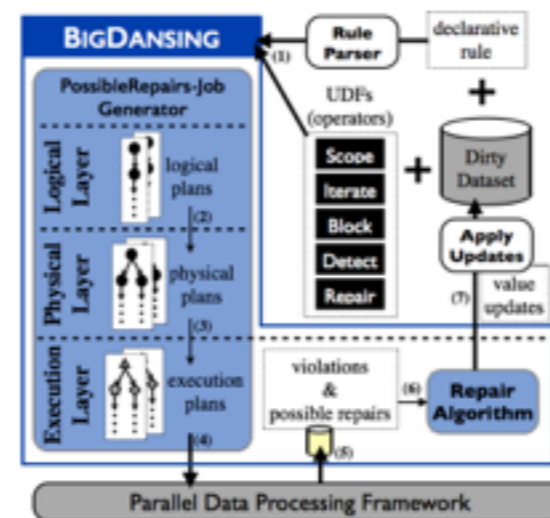 BIGDANSING
(1)
Rule
Parser
declarative
rule
PossibleRepairs-Job
Generator
UDFs
(operators)
+
+
Scope
Iterate
Block
Detect
Repair
Dirty
Dataset
Logical
Layer
logical
plans
(2)
Apply
Updates
(7)
value
updates
Physical
Layer
physical
plans
(3)
Execution
Layer
execution
plans
(4)
violations
&
possible repairs
(5)
(6)
Repair
Algorithm
Parallel Data Processing Framework